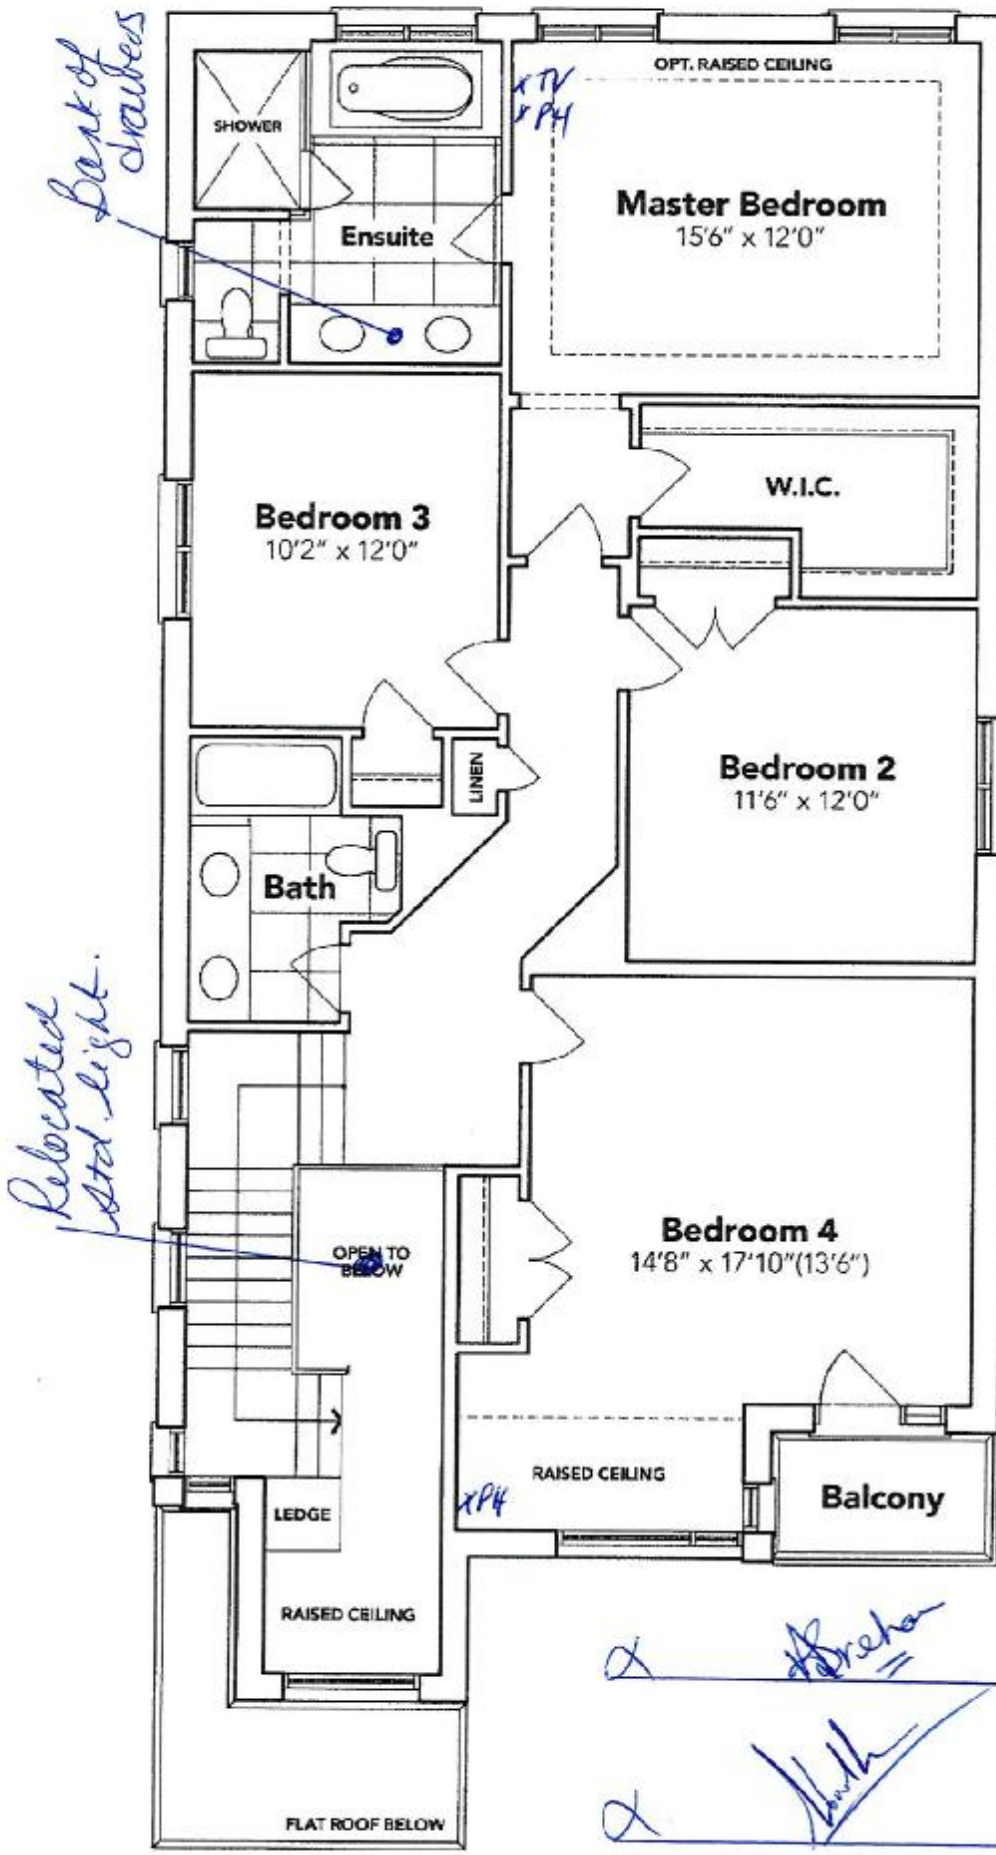 Bank of
drawers
OPT. RAISED CEILING
x TV
x PH
SHOWER
Master Bedroom
15'6" x 12'0"
Ensuite
W.I.C.
Bedroom 3
10'2" x 12'0"
Bedroom 2
11'6" x 12'0"
LINEN
Bath
Relocated
std. light.
Bedroom 4
14'8" x 17'10"(13'6")
OPEN TO
BELOW
RAISED CEILING
xPH
Balcony
LEDGE
RAISED CEILING
FLAT ROOF BELOW
x
x